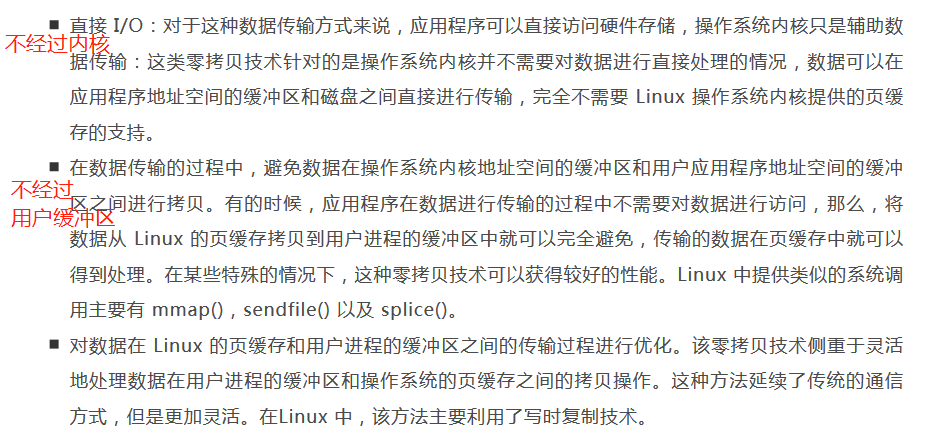 ■ 直接 I/O：对于这种数据传输方式来说，应用程序可以直接访问硬件存储，操作系统内核只是辅助数
不经过内核
据传输：这类零拷贝技术针对的是操作系统内核并不需要对数据进行直接处理的情况，数据可以在
应用程序地址空间的缓冲区和磁盘之间直接进行传输，完全不需要 Linux 操作系统内核提供的页缓
存的支持。
■ 在数据传输的过程中，避免数据在操作系统内核地址空间的缓冲区和用户应用程序地址空间的缓冲
不经过
区之间进行拷贝。有的时候，应用程序在数据进行传输的过程中不需要对数据进行访问，那么，将
用户缓冲区
数据从 Linux 的页缓存拷贝到用户进程的缓冲区中就可以完全避免，传输的数据在页缓存中就可以
得到处理。在某些特殊的情况下，这种零拷贝技术可以获得较好的性能。Linux 中提供类似的系统调
用主要有 mmap()，sendfile() 以及 splice()。
■ 对数据在 Linux 的页缓存和用户进程的缓冲区之间的传输过程进行优化。该零拷贝技术侧重于灵活
地处理数据在用户进程的缓冲区和操作系统的页缓存之间的拷贝操作。这种方法延续了传统的通信
方式，但是更加灵活。在Linux 中，该方法主要利用了写时复制技术。